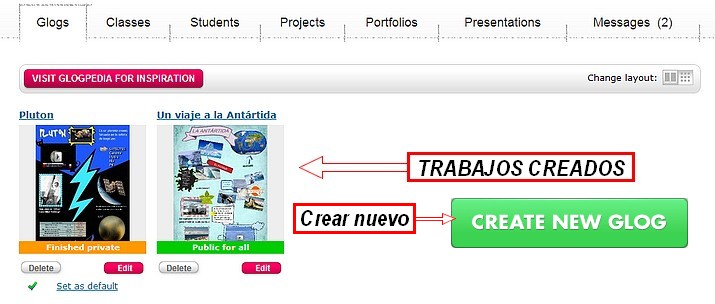 Glogs Classes Students Projects Portfolios Presentations Messages (2)
VISIT GLOGPEDIA FOR INSPIRATION Change layout:
Pluton Un viaje a la Antártida
PLUTON LA ANTÁRTIDA
TRABAJOS CREADOS
Crear nuevo CREATE NEW GLOG
Finished private Public for all
Delete Edit Delete Edit
Set as default